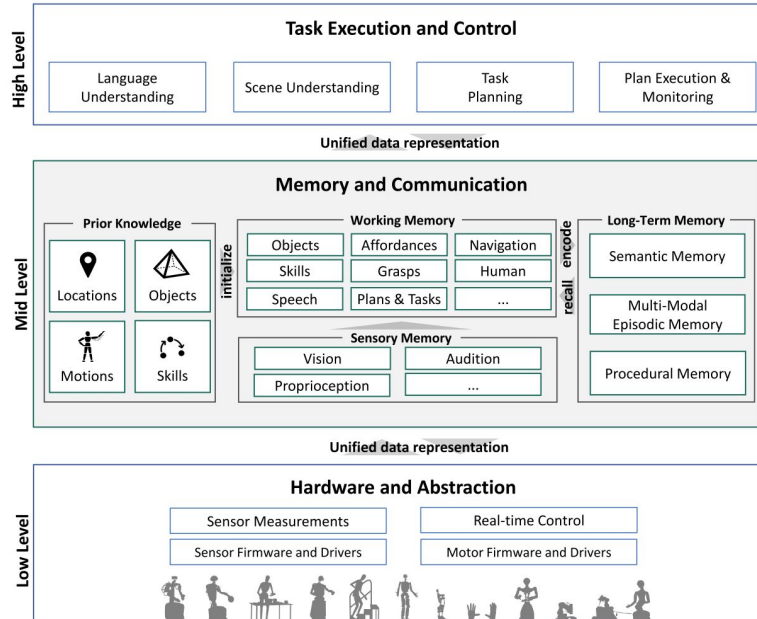 High Level
Task Execution and Control
Language
Understanding
Scene Understanding
Task
Planning
Plan Execution &
Monitoring
Unified data representation
Mid Level
Memory and Communication
Prior Knowledge
Locations
Objects
Motions
Skills
initialize
Working Memory
Objects
Affordances
Navigation
Skills
Grasps
Human
Speech
Plans & Tasks
...
Sensory Memory
Vision
Audition
Proprioception
...
encode
recall
Long-Term Memory
Semantic Memory
Multi-Modal
Episodic Memory
Procedural Memory
Unified data representation
Low Level
Hardware and Abstraction
Sensor Measurements
Real-time Control
Sensor Firmware and Drivers
Motor Firmware and Drivers